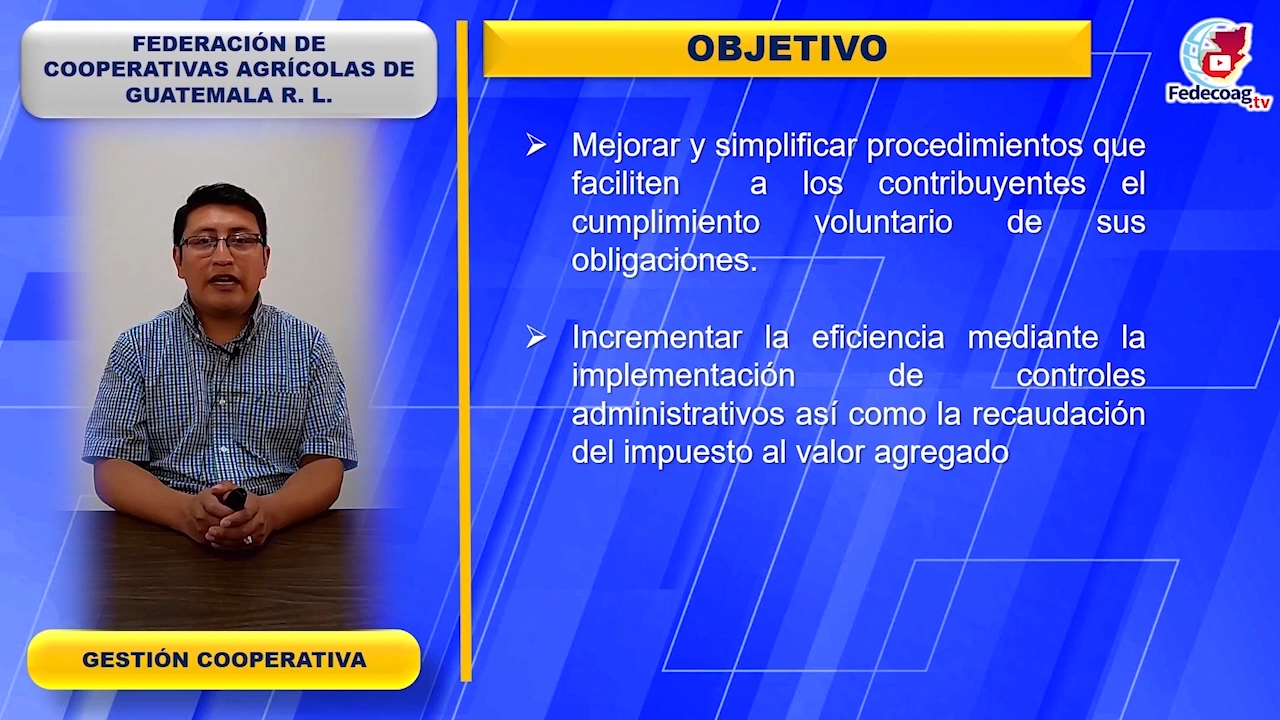 FEDERACIÓN DE
COOPERATIVAS AGRÍCOLAS DE
GUATEMALA R. L.
OBJETIVO
Fedecoag.tv
➢ Mejorar y simplificar procedimientos que
faciliten a los contribuyentes el
cumplimiento voluntario de sus
obligaciones.
➢ Incrementar la eficiencia mediante la
implementación de controles
administrativos así como la recaudación
del impuesto al valor agregado
GESTIÓN COOPERATIVA